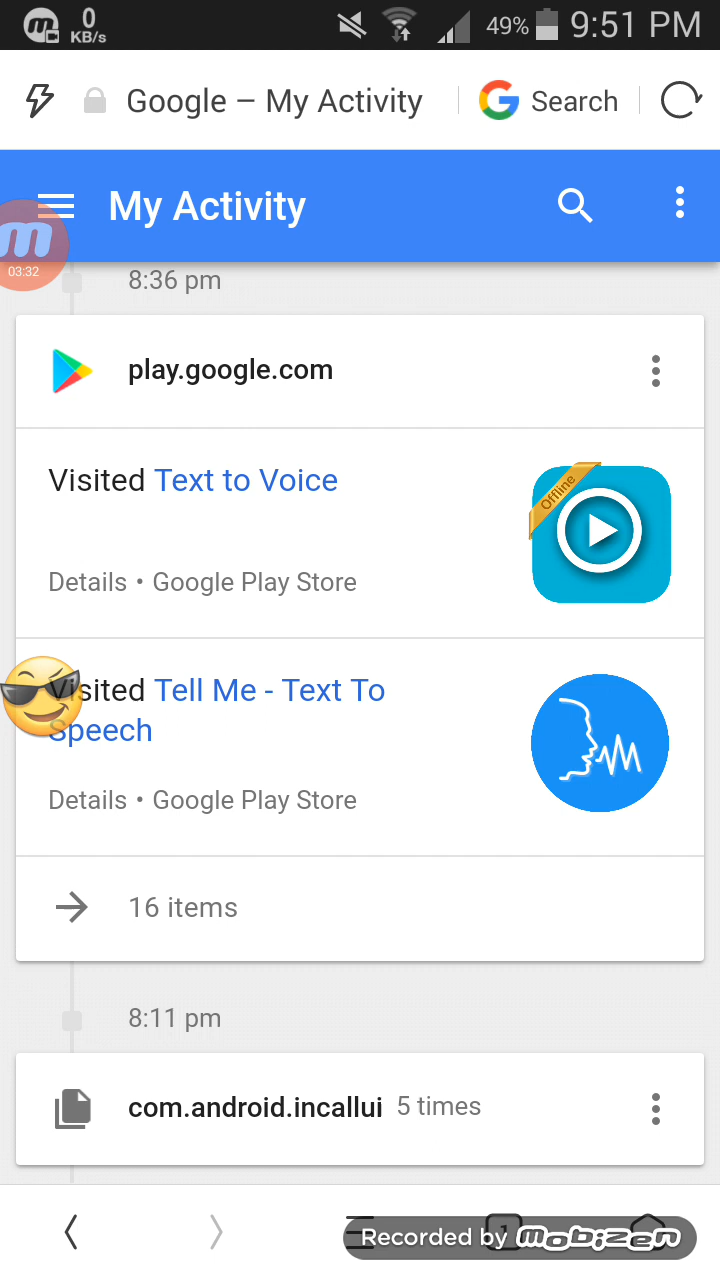 0
KB/s
49%
9:51 PM
Google – My Activity
Search
My Activity
m
03:32
8:36 pm
play.google.com
Visited Text to Voice
Offline
Details • Google Play Store
Visited Tell Me - Text To
Speech
Details • Google Play Store
16 items
8:11 pm
com.android.incallui 5 times
1
Recorded by mobizen